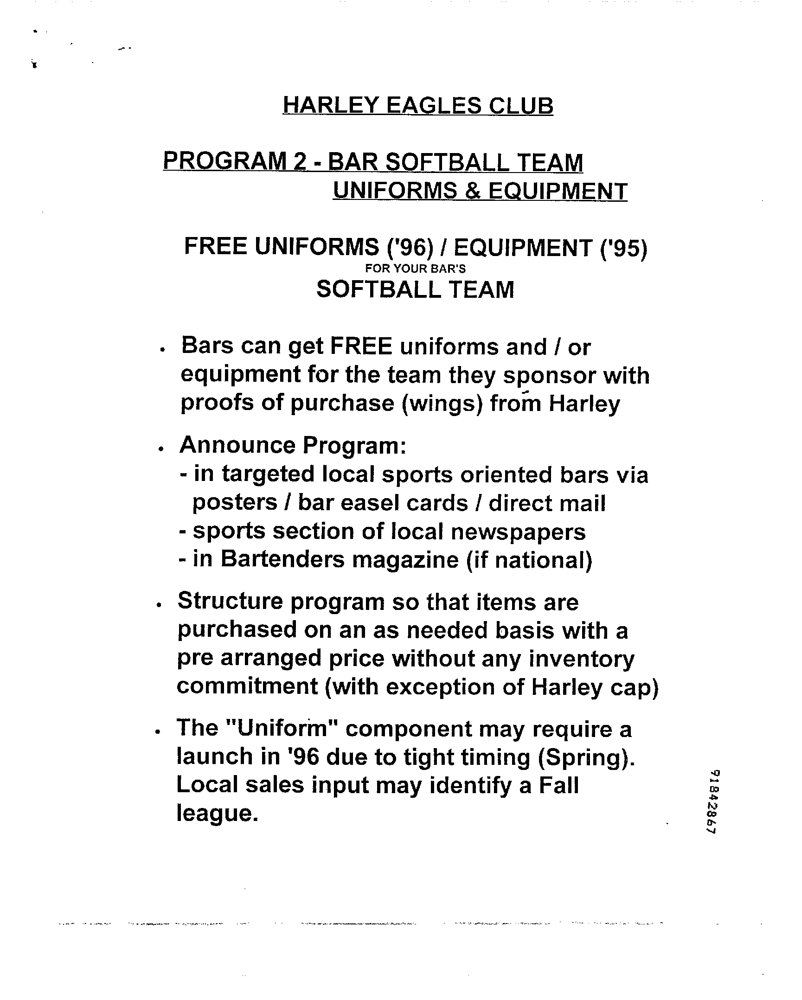 HARLEY EAGLES CLUB
PROGRAM 2 - BAR SOFTBALL TEAM
UNIFORMS & EQUIPMENT
FREE UNIFORMS ('96) / EQUIPMENT ('95)
FOR YOUR BAR'S
SOFTBALL TEAM
• Bars can get FREE uniforms and / or
equipment for the team they sponsor with
proofs of purchase (wings) from Harley
• Announce Program:
- in targeted local sports oriented bars via
posters / bar easel cards / direct mail
- sports section of local newspapers
- in Bartenders magazine (if national)
• Structure program so that items are
purchased on an as needed basis with a
pre arranged price without any inventory
commitment (with exception of Harley cap)
• The "Uniform" component may require a
launch in '96 due to tight timing (Spring).
Local sales input may identify a Fall
league.
91842867